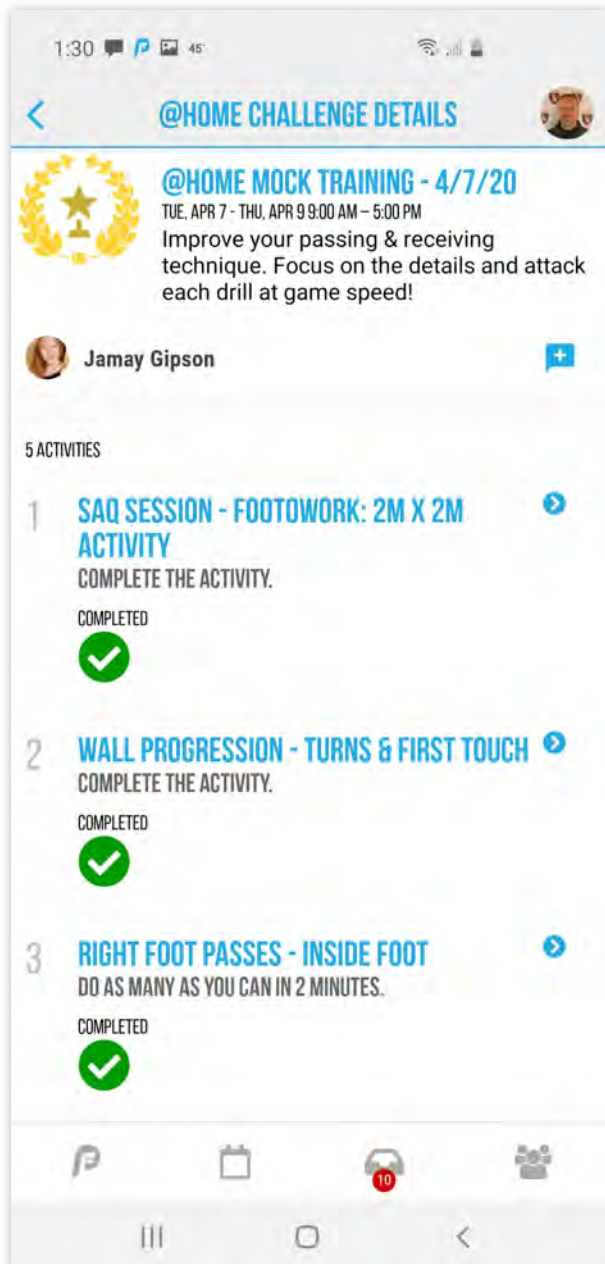 1:30 45°
@HOME CHALLENGE DETAILS
@HOME MOCK TRAINING - 4/7/20
TUE, APR 7 - THU, APR 9 9:00 AM – 5:00 PM
Improve your passing & receiving
technique. Focus on the details and attack
each drill at game speed!
Jamay Gipson
5 ACTIVITIES
1
SAQ SESSION - FOOTOWORK: 2M X 2M
ACTIVITY
COMPLETE THE ACTIVITY.
COMPLETED
2
WALL PROGRESSION - TURNS & FIRST TOUCH
COMPLETE THE ACTIVITY.
COMPLETED
3
RIGHT FOOT PASSES - INSIDE FOOT
DO AS MANY AS YOU CAN IN 2 MINUTES.
COMPLETED
10